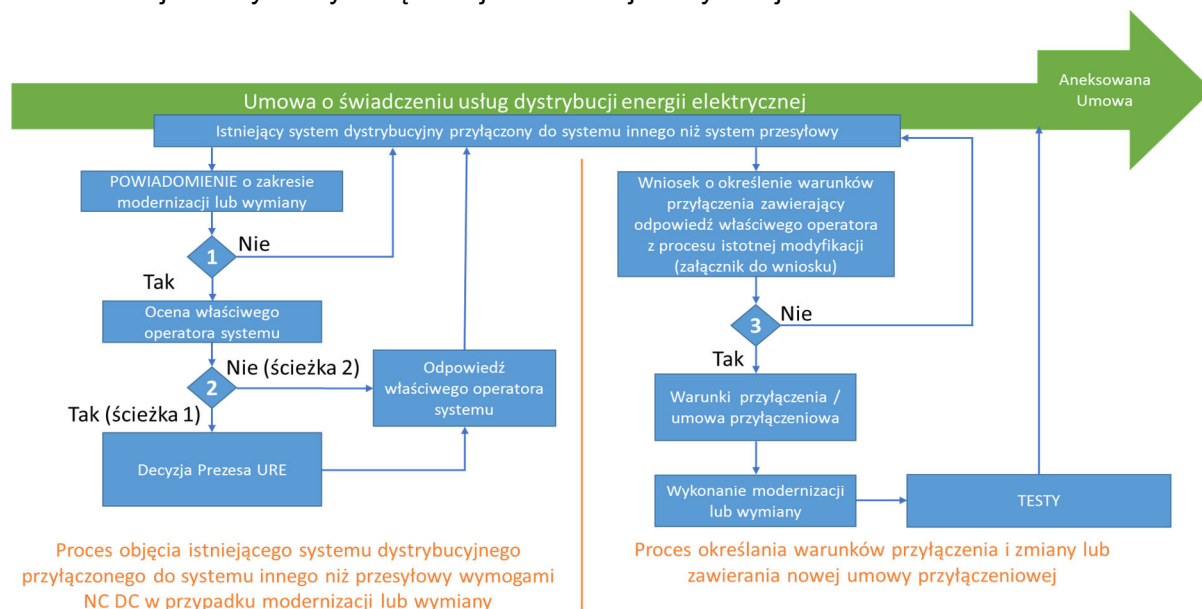 Aneksowana
Umowa
Umowa o świadczeniu usług dystrybucji energii elektrycznej
Istniejący system dystrybucyjny przyłączony do systemu innego niż system przesyłowy
POWIADOMIENIE o zakresie
modernizacji lub wymiany
1
Nie
Tak
Ocena właściwego
operatora systemu
2
Nie (ścieżka 2)
Tak (ścieżka 1)
Odpowiedź
właściwego operatora
systemu
Decyzja Prezesa URE
Proces objęcia istniejącego systemu dystrybucyjnego
przyłączonego do systemu innego niż przesyłowy wymogami
NC DC w przypadku modernizacji lub wymiany
Wniosek o określenie warunków
przyłączenia zawierający
odpowiedź właściwego operatora
z procesu istotnej modyfikacji
(załącznik do wniosku)
3
Nie
Tak
Warunki przyłączenia /
umowa przyłączeniowa
Wykonanie modernizacji
lub wymiany
TESTY
Proces określania warunków przyłączenia i zmiany lub
zawierania nowej umowy przyłączeniowej